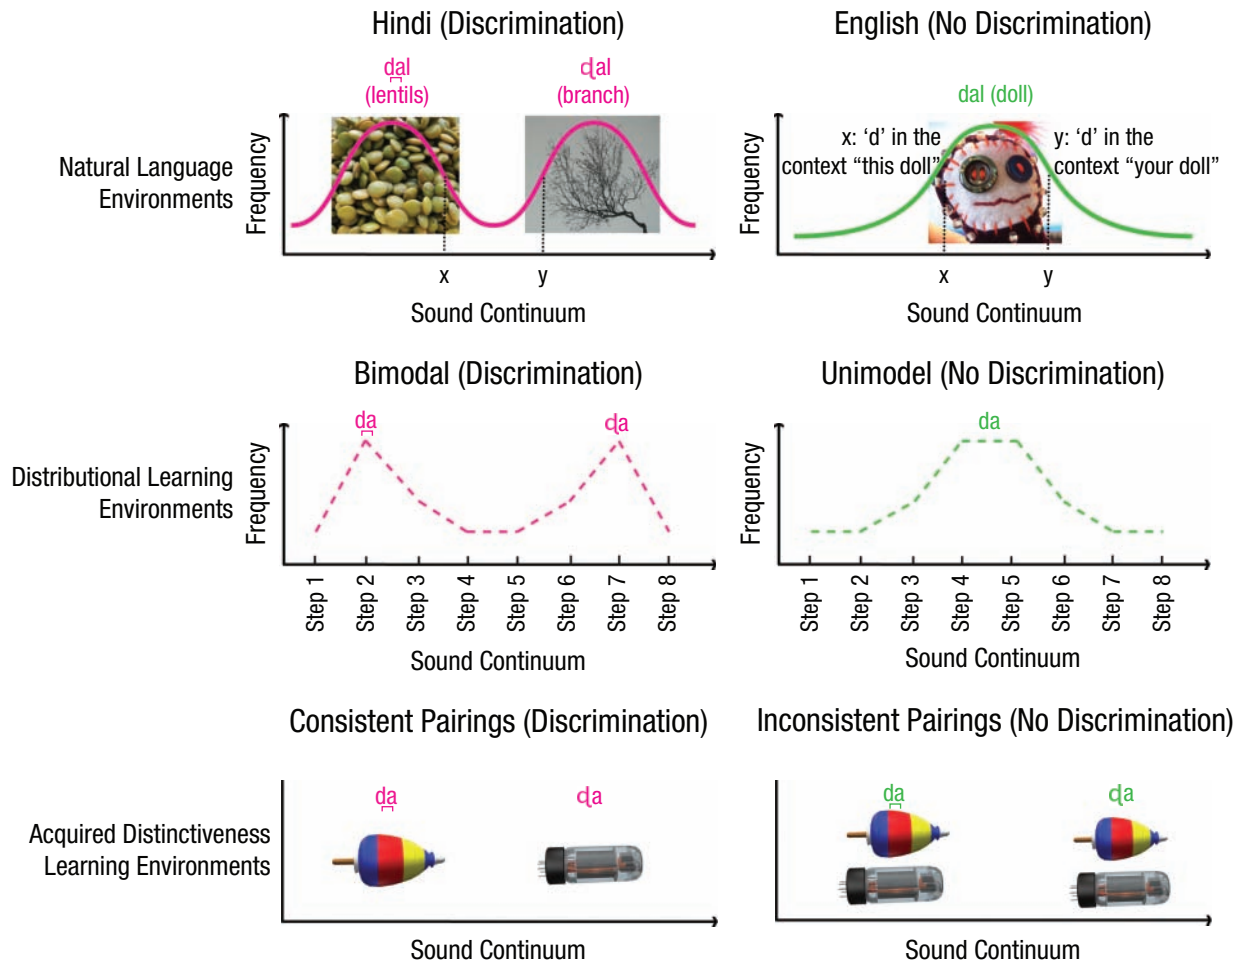 Hindi (Discrimination)
English (No Discrimination)
d̪al
(lentils)
ɖal
(branch)
dal (doll)
x: ‘d’ in the
context “this doll”
y: ‘d’ in the
context “your doll”
Natural Language
Environments
Frequency
Frequency
x
y
x
y
Sound Continuum
Sound Continuum
Bimodal (Discrimination)
Unimodel (No Discrimination)
d̪a
ɖa
da
Distributional Learning
Environments
Frequency
Frequency
Step 1
Step 2
Step 3
Step 4
Step 5
Step 6
Step 7
Step 8
Step 1
Step 2
Step 3
Step 4
Step 5
Step 6
Step 7
Step 8
Sound Continuum
Sound Continuum
Consistent Pairings (Discrimination)
Inconsistent Pairings (No Discrimination)
d̪a
ɖa
d̪a
ɖa
Acquired Distinctiveness
Learning Environments
Sound Continuum
Sound Continuum